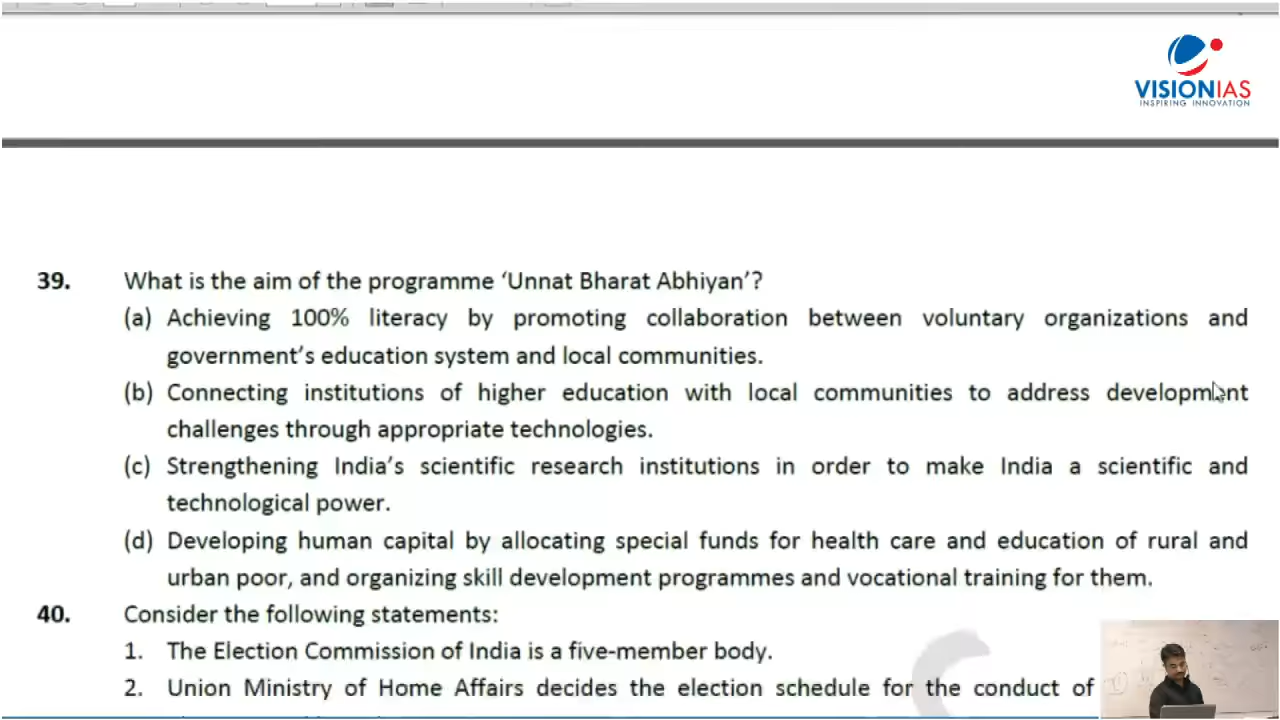 VISIONIAS
INSPIRING INNOVATION
39. What is the aim of the programme ‘Unnat Bharat Abhiyan’?
(a) Achieving 100% literacy by promoting collaboration between voluntary organizations and
government’s education system and local communities.
(b) Connecting institutions of higher education with local communities to address development
challenges through appropriate technologies.
(c) Strengthening India’s scientific research institutions in order to make India a scientific and
technological power.
(d) Developing human capital by allocating special funds for health care and education of rural and
urban poor, and organizing skill development programmes and vocational training for them.
40. Consider the following statements:
1. The Election Commission of India is a five-member body.
2. Union Ministry of Home Affairs decides the election schedule for the conduct of